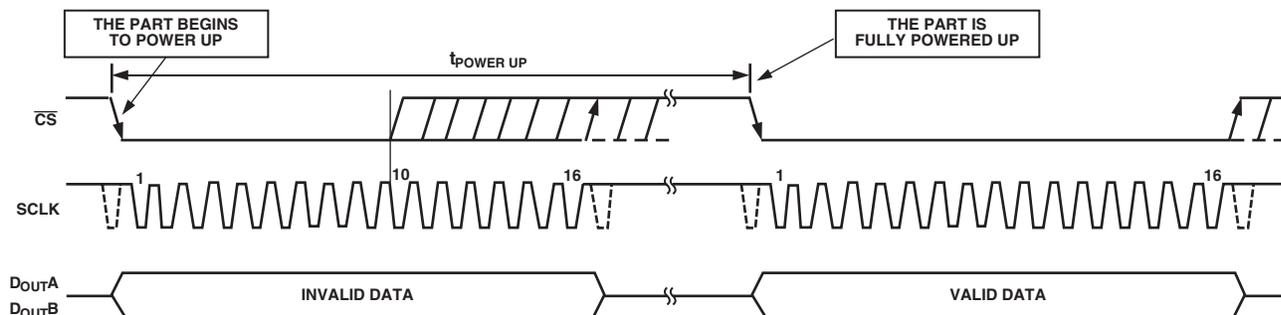 THE PART BEGINS
TO POWER UP
THE PART IS
FULLY POWERED UP
tPOWER UP
CS
1
10
16
1
16
SCLK
DOUTA
DOUTB
INVALID DATA
VALID DATA